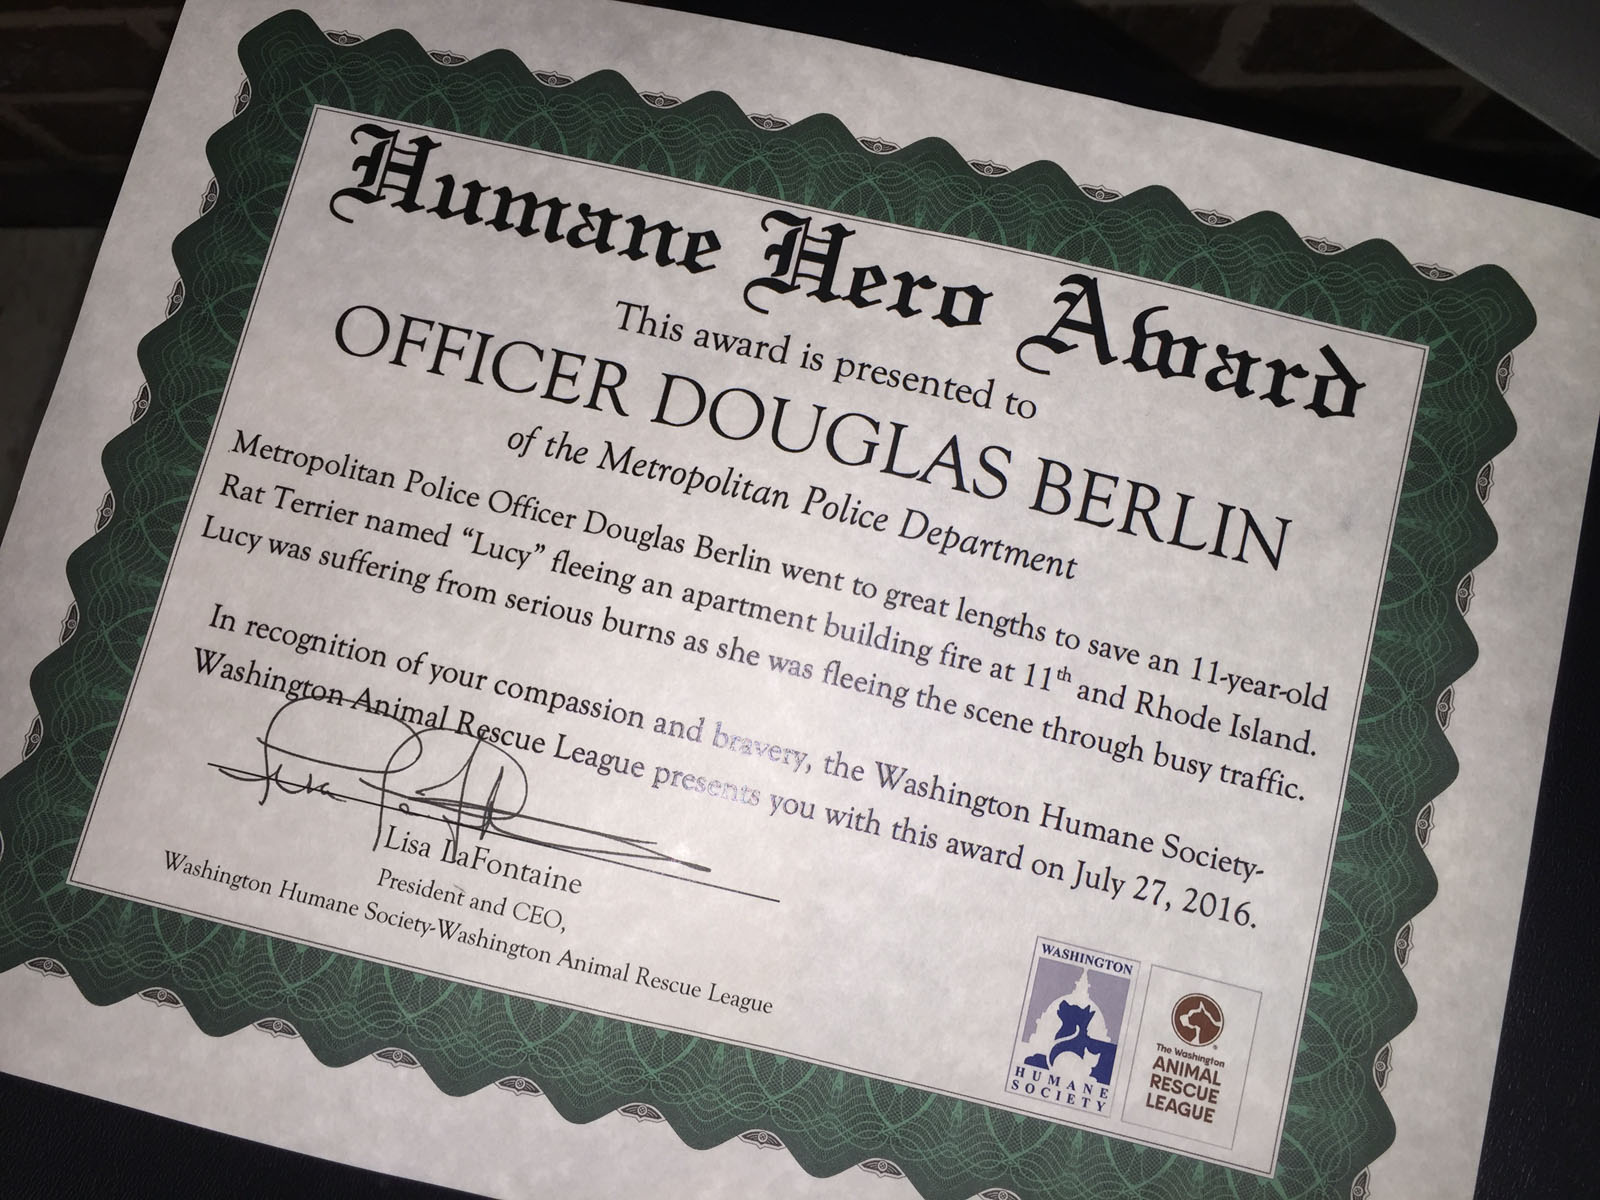 Humane Hero Award
This award is presented to
OFFICER DOUGLAS BERLIN
of the Metropolitan Police Department
Metropolitan Police Officer Douglas Berlin went to great lengths to save an 11-year-old
Rat Terrier named “Lucy” fleeing an apartment building fire at 11th and Rhode Island.
Lucy was suffering from serious burns as she was fleeing the scene through busy traffic.
In recognition of your compassion and bravery, the Washington Humane Society-
Washington Animal Rescue League presents you with this award on July 27, 2016.
Lisa LaFontaine
President and CEO,
Washington Humane Society-Washington Animal Rescue League
WASHINGTON
HUMANE
SOCIETY
The Washington
ANIMAL
RESCUE
LEAGUE